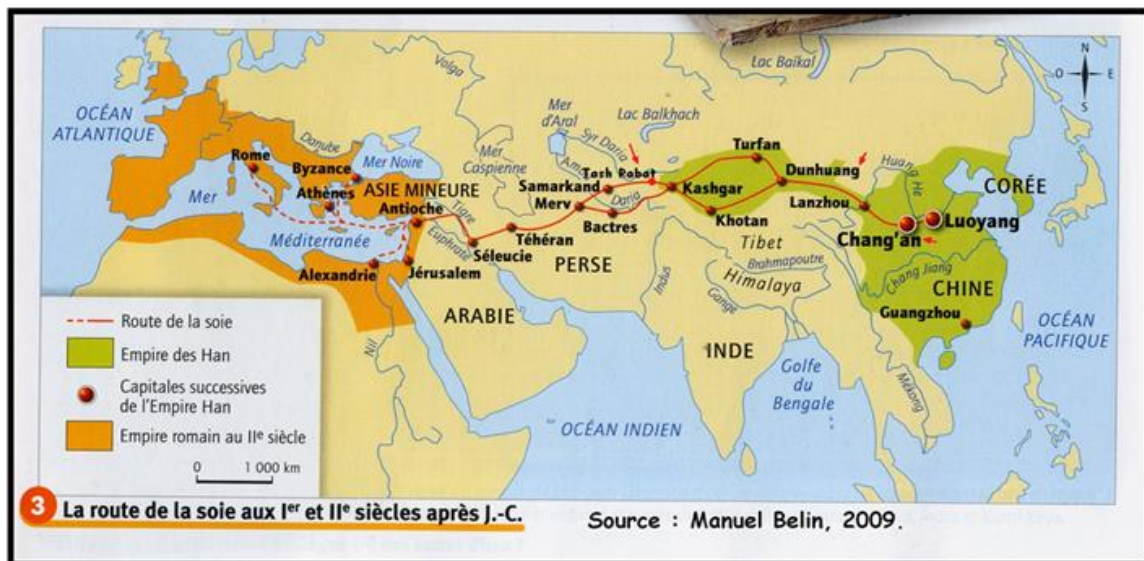 OCÉAN
ATLANTIQUE
Volga
Lac Baïkal
N
O
E
S
Danube
Mer
d'Aral
Lac Balkhach
Syr Daria
Turfan
Rome
Byzance
Mer Noire
Mer
Caspienne
Amou
Tash Rabat
Dunhuang
Huang He
CORÉE
Mer
Athènes
ASIE MINEURE
Samarkand
Daria
Kashgar
Lanzhou
Antioche
Tigre
Merv
Bactres
Khotan
Luoyang
Méditerranée
Euphrate
Téhéran
Tibet
Chang'an
Séleucie
PERSE
Brahmapoutre
Alexandrie
Jérusalem
Indus
Himalaya
Chang Jiang
CHINE
Gange
Guangzhou
ARABIE
Nil
INDE
OCÉAN
PACIFIQUE
Golfe
du
Bengale
Mékong
OCÉAN INDIEN
Route de la soie
Empire des Han
Capitales successives
de l'Empire Han
Empire romain au IIe siècle
0 1 000 km
3 La route de la soie aux Ier et IIe siècles après J.-C.
Source : Manuel Belin, 2009.